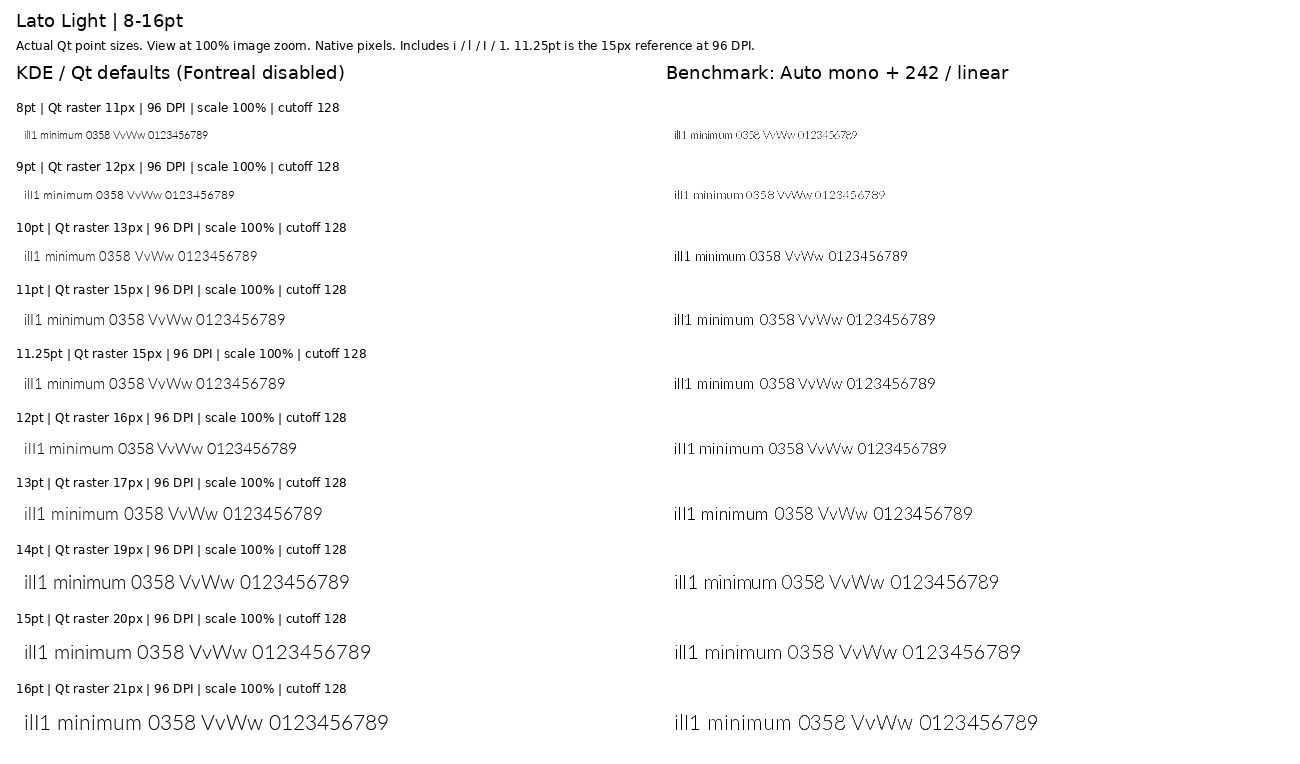 Lato Light | 8-16pt
Actual Qt point sizes. View at 100% image zoom. Native pixels. Includes i / l / I / 1. 11.25pt is the 15px reference at 96 DPI.
KDE / Qt defaults (Fontreal disabled)
Benchmark: Auto mono + 242 / linear
8pt | Qt raster 11px | 96 DPI | scale 100% | cutoff 128
ilI1 minimum 0358 VvWw 0123456789
ilI1 minimum 0358 VvWw 0123456789
9pt | Qt raster 12px | 96 DPI | scale 100% | cutoff 128
ilI1 minimum 0358 VvWw 0123456789
ilI1 minimum 0358 VvWw 0123456789
10pt | Qt raster 13px | 96 DPI | scale 100% | cutoff 128
ilI1 minimum 0358 VvWw 0123456789
ilI1 minimum 0358 VvWw 0123456789
11pt | Qt raster 15px | 96 DPI | scale 100% | cutoff 128
ilI1 minimum 0358 VvWw 0123456789
ilI1 minimum 0358 VvWw 0123456789
11.25pt | Qt raster 15px | 96 DPI | scale 100% | cutoff 128
ilI1 minimum 0358 VvWw 0123456789
ilI1 minimum 0358 VvWw 0123456789
12pt | Qt raster 16px | 96 DPI | scale 100% | cutoff 128
ilI1 minimum 0358 VvWw 0123456789
ilI1 minimum 0358 VvWw 0123456789
13pt | Qt raster 17px | 96 DPI | scale 100% | cutoff 128
ilI1 minimum 0358 VvWw 0123456789
ilI1 minimum 0358 VvWw 0123456789
14pt | Qt raster 19px | 96 DPI | scale 100% | cutoff 128
ilI1 minimum 0358 VvWw 0123456789
ilI1 minimum 0358 VvWw 0123456789
15pt | Qt raster 20px | 96 DPI | scale 100% | cutoff 128
ilI1 minimum 0358 VvWw 0123456789
ilI1 minimum 0358 VvWw 0123456789
16pt | Qt raster 21px | 96 DPI | scale 100% | cutoff 128
ilI1 minimum 0358 VvWw 0123456789
ilI1 minimum 0358 VvWw 0123456789